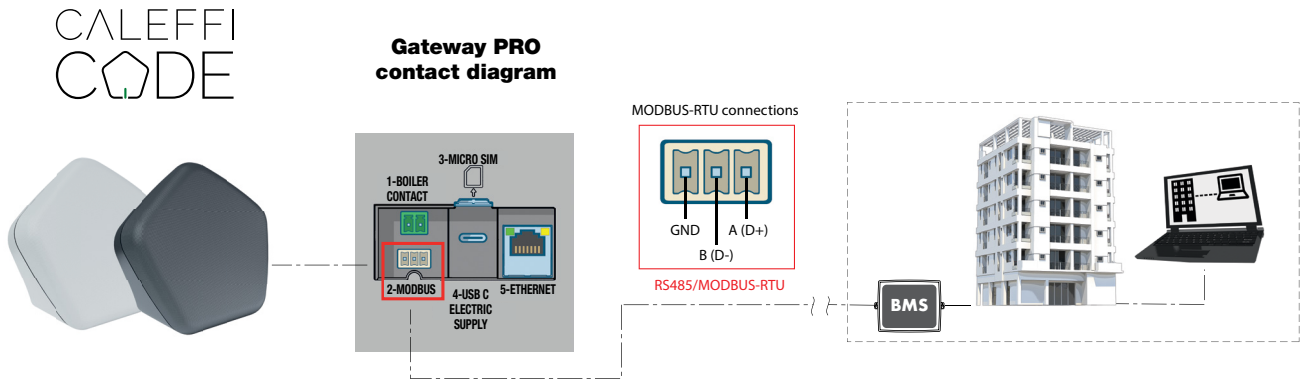 CALEFFI
CODE
Gateway PRO
contact diagram
3-MICRO SIM
1-BOILER
CONTACT
2-MODBUS
4-USB C
ELECTRIC
SUPPLY
5-ETHERNET
MODBUS-RTU connections
GND
A (D+)
B (D-)
RS485/MODBUS-RTU
BMS